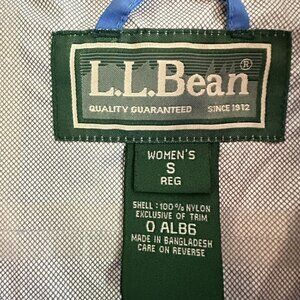 L.L.Bean®
QUALITY GUARANTEED SINCE 1912
WOMEN'S
S
REG
SHELL: 100% NYLON
EXCLUSIVE OF TRIM
0 AL86
MADE IN BANGLADESH
CARE ON REVERSE